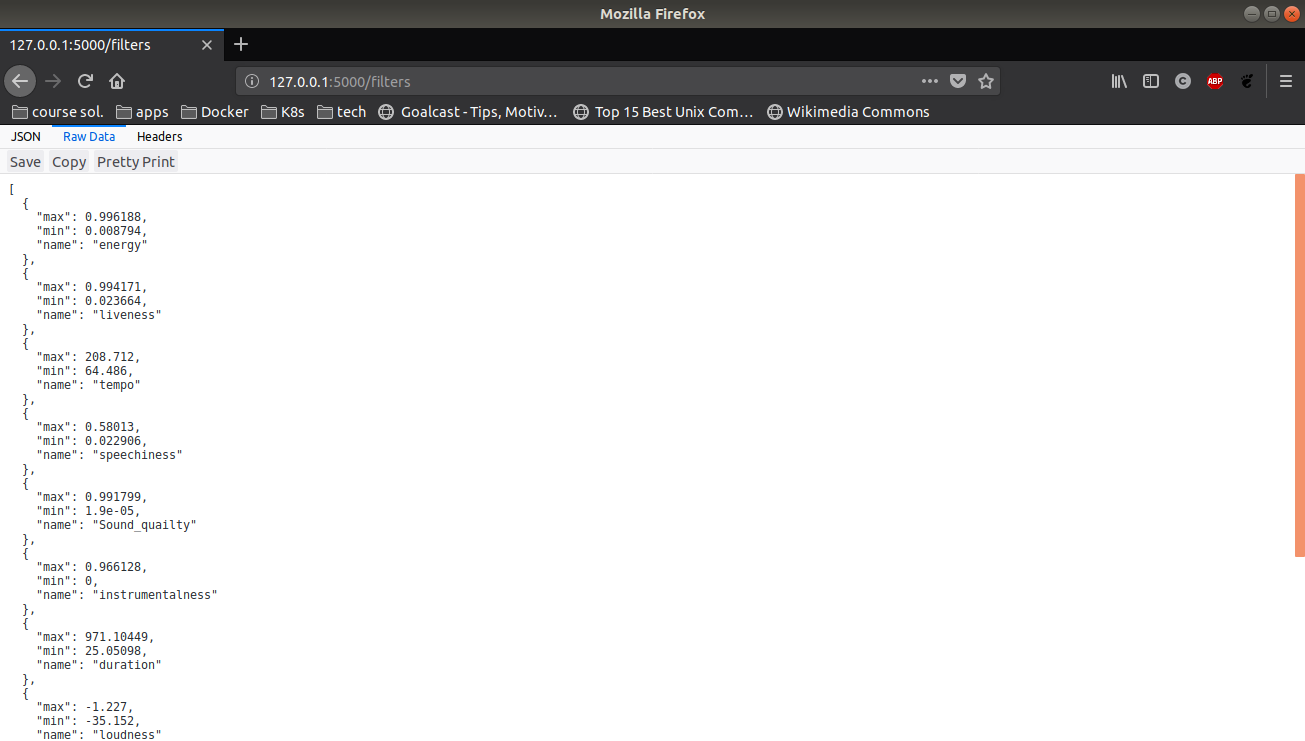 Mozilla Firefox
127.0.0.1:5000/filters
127.0.0.1:5000/filters
ABP
course sol. apps Docker K8s tech Goalcast - Tips, Motiv… Top 15 Best Unix Com… Wikimedia Commons
JSON Raw Data Headers
Save Copy Pretty Print
[
  {
    "max": 0.996188,
    "min": 0.008794,
    "name": "energy"
  },
  {
    "max": 0.994171,
    "min": 0.023664,
    "name": "liveness"
  },
  {
    "max": 208.712,
    "min": 64.486,
    "name": "tempo"
  },
  {
    "max": 0.58013,
    "min": 0.022906,
    "name": "speechiness"
  },
  {
    "max": 0.991799,
    "min": 1.9e-05,
    "name": "Sound_quailty"
  },
  {
    "max": 0.966128,
    "min": 0,
    "name": "instrumentalness"
  },
  {
    "max": 971.10449,
    "min": 25.05098,
    "name": "duration"
  },
  {
    "max": -1.227,
    "min": -35.152,
    "name": "loudness"